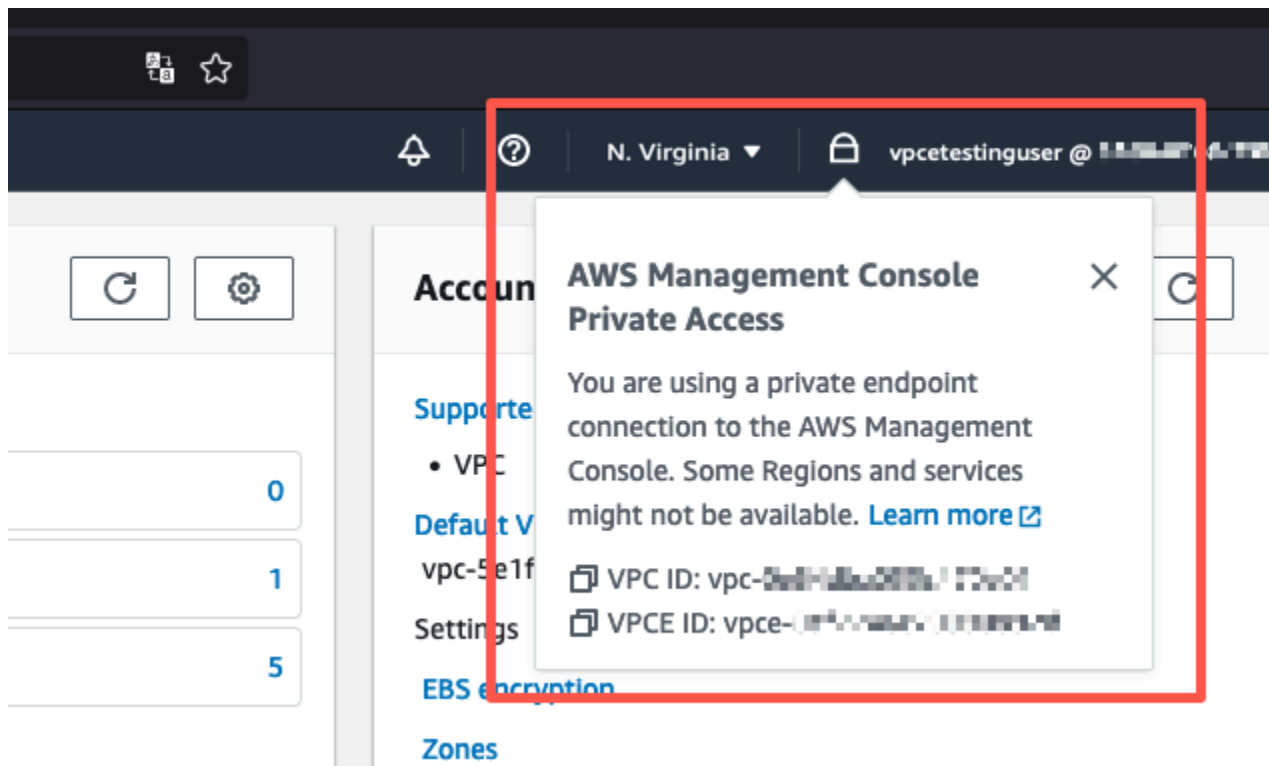 N. Virginia
vpcetestinguser @
AWS Management Console
Private Access
You are using a private endpoint
connection to the AWS Management
Console. Some Regions and services
might not be available. Learn more
VPC ID: vpc-
VPCE ID: vpce-
0
1
5
Accoun
Supporte
• VPC
Default V
vpc-5e1f
Settings
EBS encryption
Zones